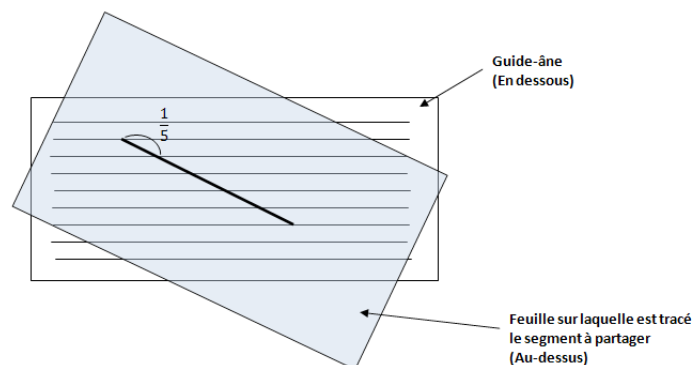 Guide-âne
(En dessous)
1
5
Feuille sur laquelle est tracé
le segment à partager
(Au-dessus)